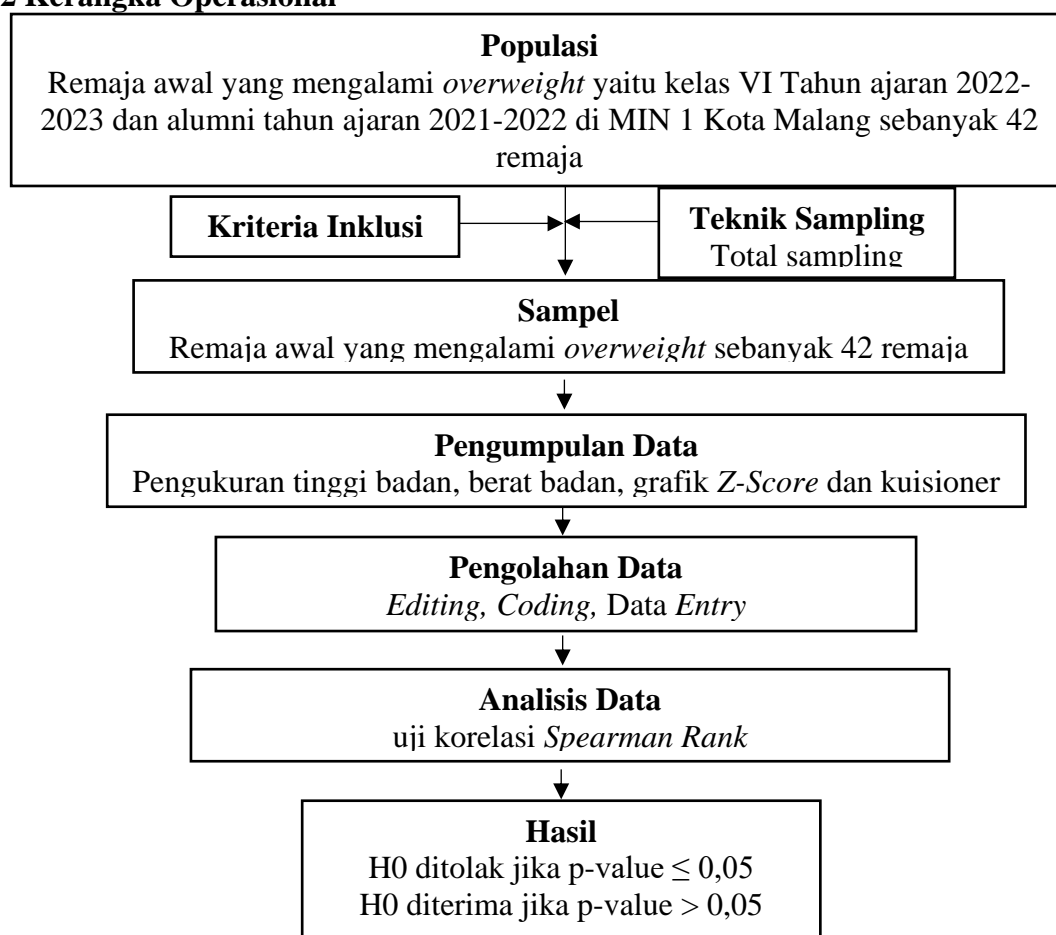 2 Kerangka Operasional
Populasi
Remaja awal yang mengalami overweight yaitu kelas VI Tahun ajaran 2022-
2023 dan alumni tahun ajaran 2021-2022 di MIN 1 Kota Malang sebanyak 42
remaja
Kriteria Inklusi
Teknik Sampling
Total sampling
Sampel
Remaja awal yang mengalami overweight sebanyak 42 remaja
Pengumpulan Data
Pengukuran tinggi badan, berat badan, grafik Z-Score dan kuisioner
Pengolahan Data
Editing, Coding, Data Entry
Analisis Data
uji korelasi Spearman Rank
Hasil
H0 ditolak jika p-value ≤ 0,05
H0 diterima jika p-value > 0,05